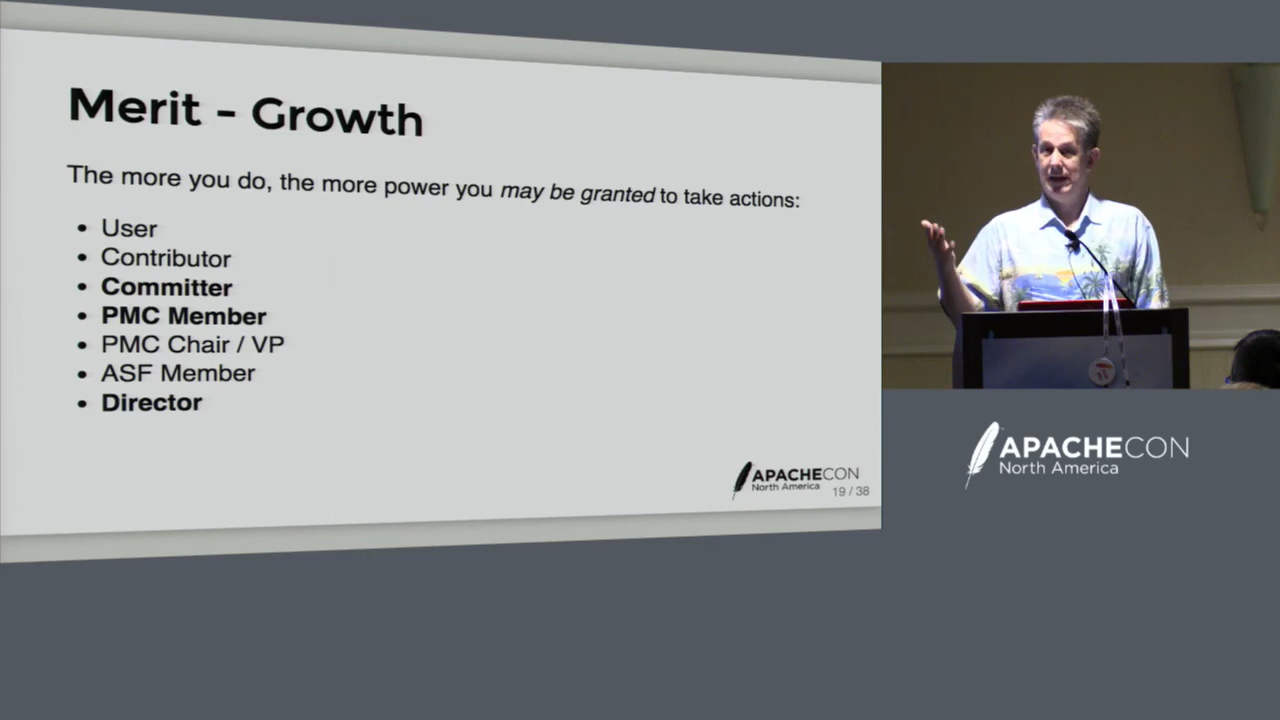 Merit - Growth
The more you do, the more power you may be granted to take actions:
• User
• Contributor
• Committer
• PMC Member
• PMC Chair / VP
• ASF Member
• Director
APACHECON
North America
19 / 38
APACHECON
North America